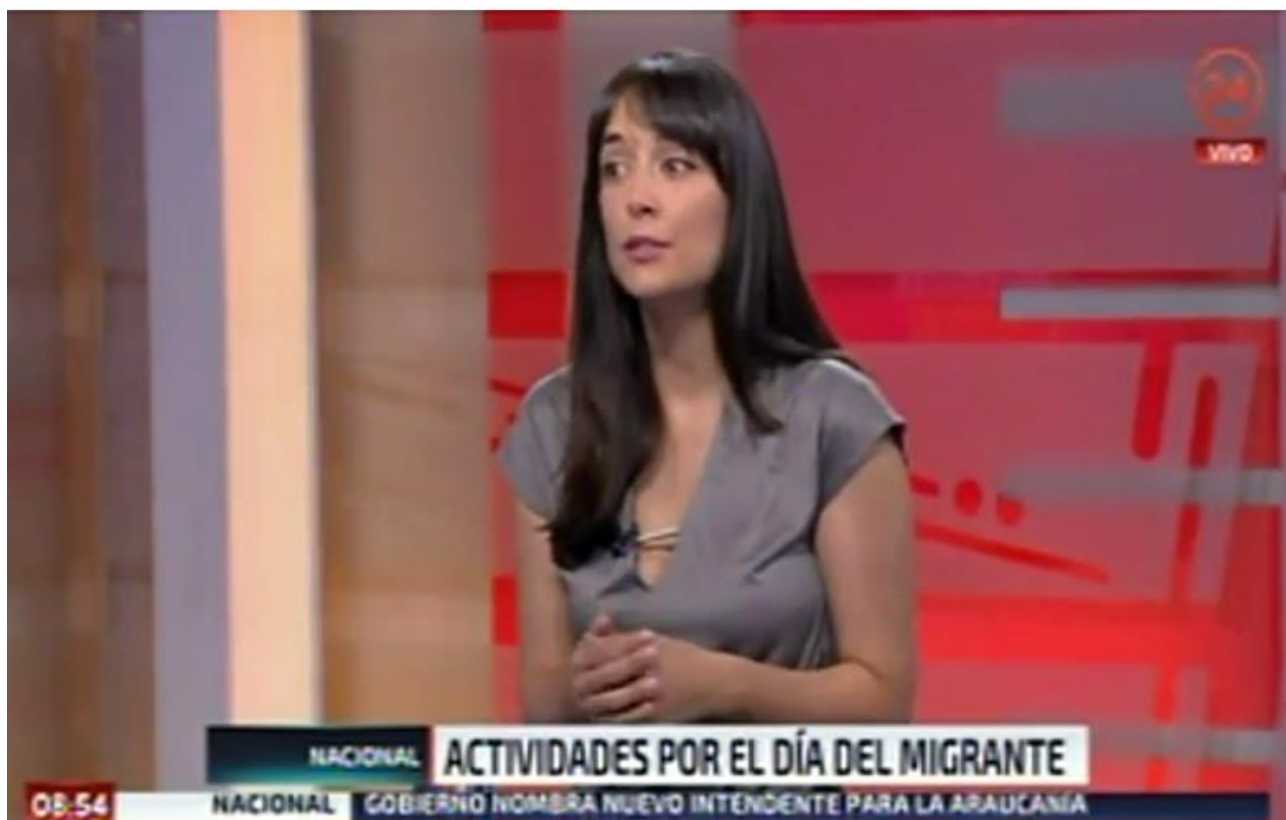 24
VIVO
NACIONAL ACTIVIDADES POR EL DÍA DEL MIGRANTE
08:54 NACIONAL GOBIERNO NOMBRA NUEVO INTENDENTE PARA LA ARAUCANÍA